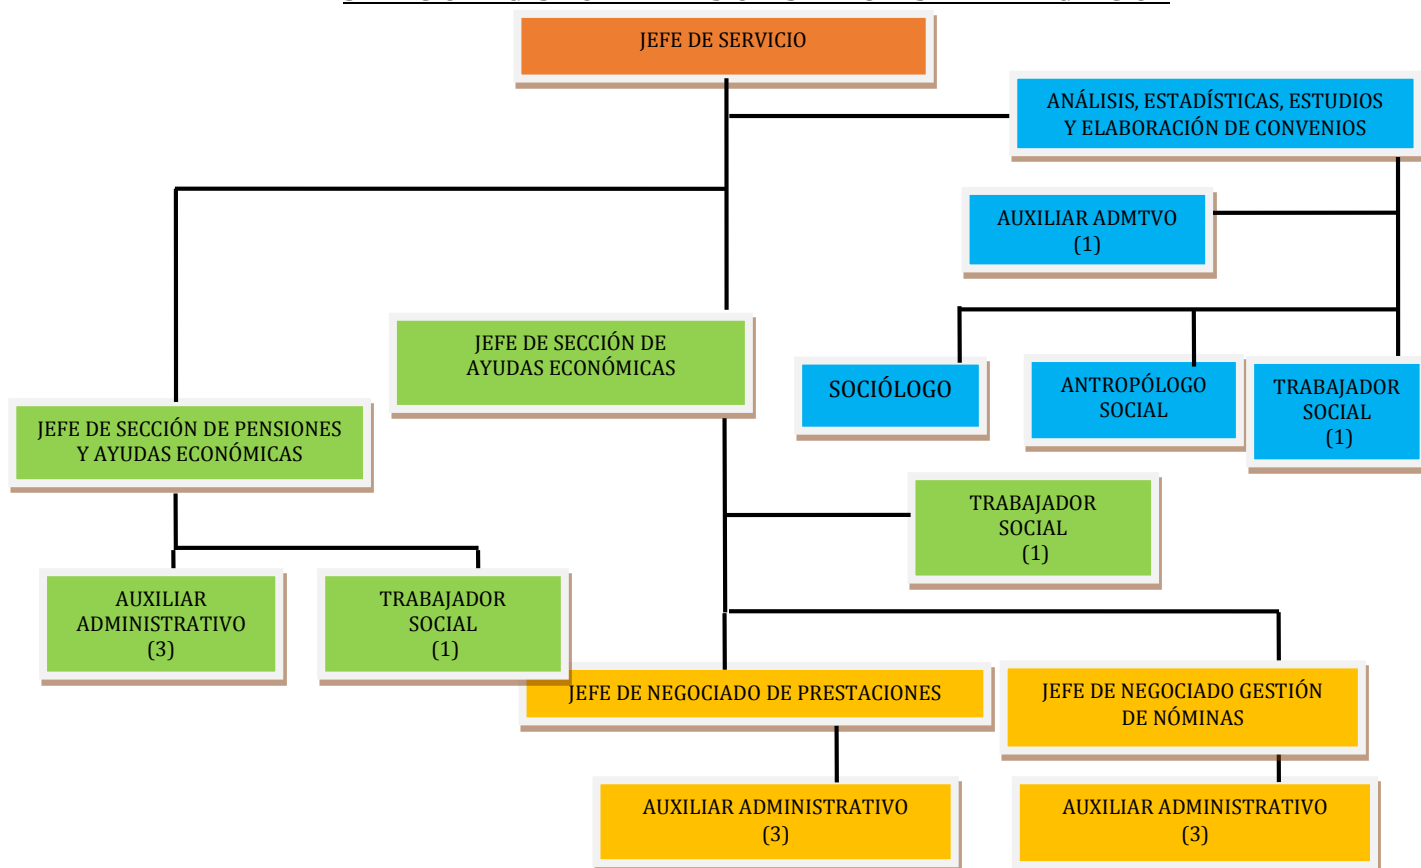 JEFE DE SERVICIO
ANÁLISIS, ESTADÍSTICAS, ESTUDIOS
Y ELABORACIÓN DE CONVENIOS
AUXILIAR ADMTVO
(1)
JEFE DE SECCIÓN DE
AYUDAS ECONÓMICAS
SOCIÓLOGO
ANTROPÓLOGO
SOCIAL
TRABAJADOR
SOCIAL
(1)
JEFE DE SECCIÓN DE PENSIONES
Y AYUDAS ECONÓMICAS
TRABAJADOR
SOCIAL
(1)
AUXILIAR
ADMINISTRATIVO
(3)
TRABAJADOR
SOCIAL
(1)
JEFE DE NEGOCIADO DE PRESTACIONES
JEFE DE NEGOCIADO GESTIÓN
DE NÓMINAS
AUXILIAR ADMINISTRATIVO
(3)
AUXILIAR ADMINISTRATIVO
(3)